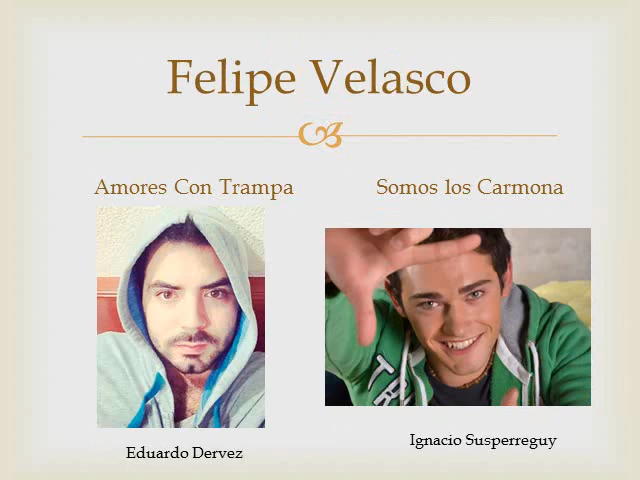 Felipe Velasco
Amores Con Trampa
Somos los Carmona
Eduardo Dervez
Ignacio Susperreguy